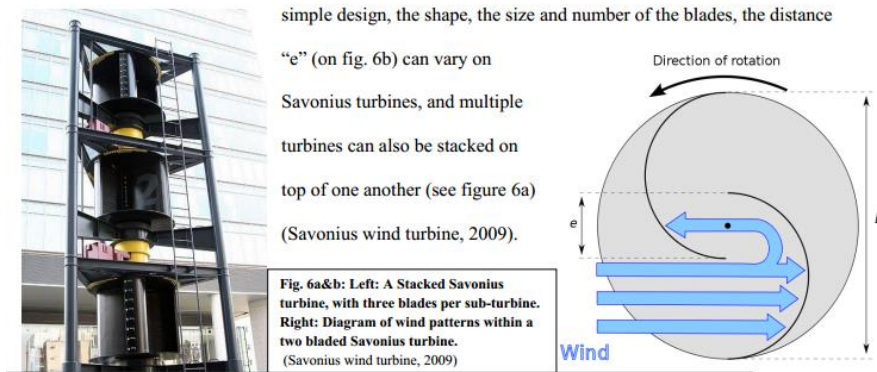 simple design, the shape, the size and number of the blades, the distance
“e” (on fig. 6b) can vary on
Savonius turbines, and multiple
turbines can also be stacked on
top of one another (see figure 6a)
(Savonius wind turbine, 2009).
Fig. 6a&b: Left: A Stacked Savonius
turbine, with three blades per sub-turbine.
Right: Diagram of wind patterns within a
two bladed Savonius turbine.
(Savonius wind turbine, 2009)
Direction of rotation
e
Wind